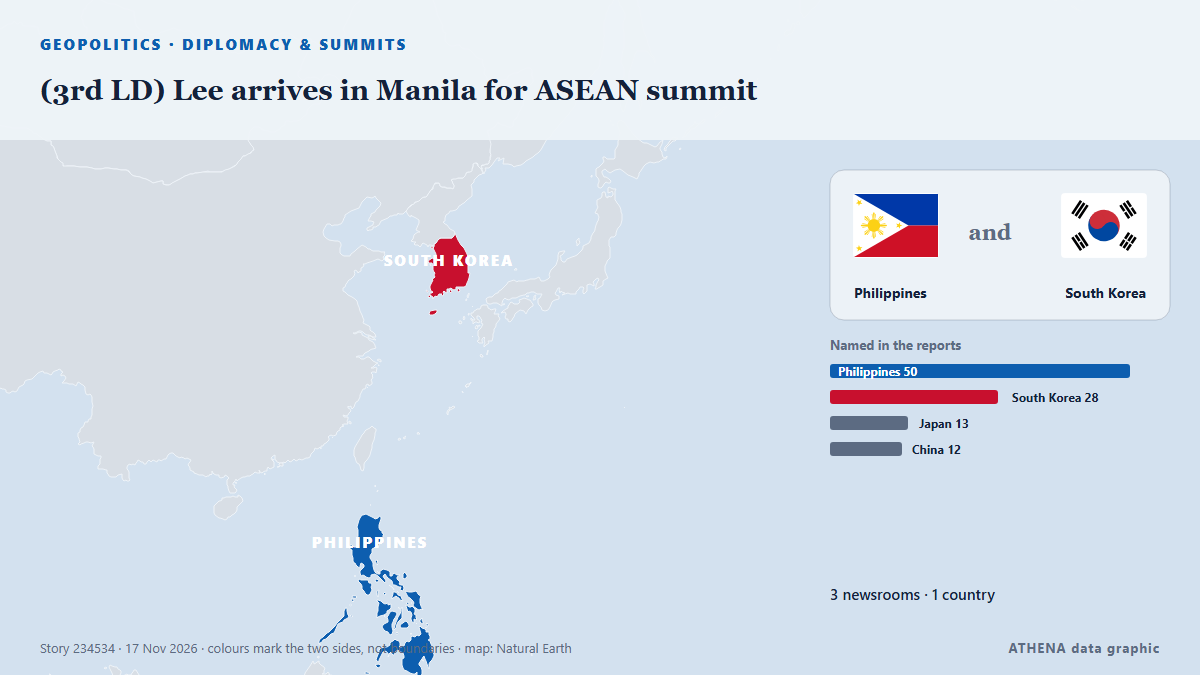 GEOPOLITICS · DIPLOMACY & SUMMITS
(3rd LD) Lee arrives in Manila for ASEAN summit
SOUTH KOREA
PHILIPPINES
and
Philippines
South Korea
Named in the reports
Philippines 50
South Korea 28
Japan 13
China 12
3 newsrooms · 1 country
Story 234534 · 17 Nov 2026 · colours mark the two sides, not boundaries · map: Natural Earth
ATHENA data graphic